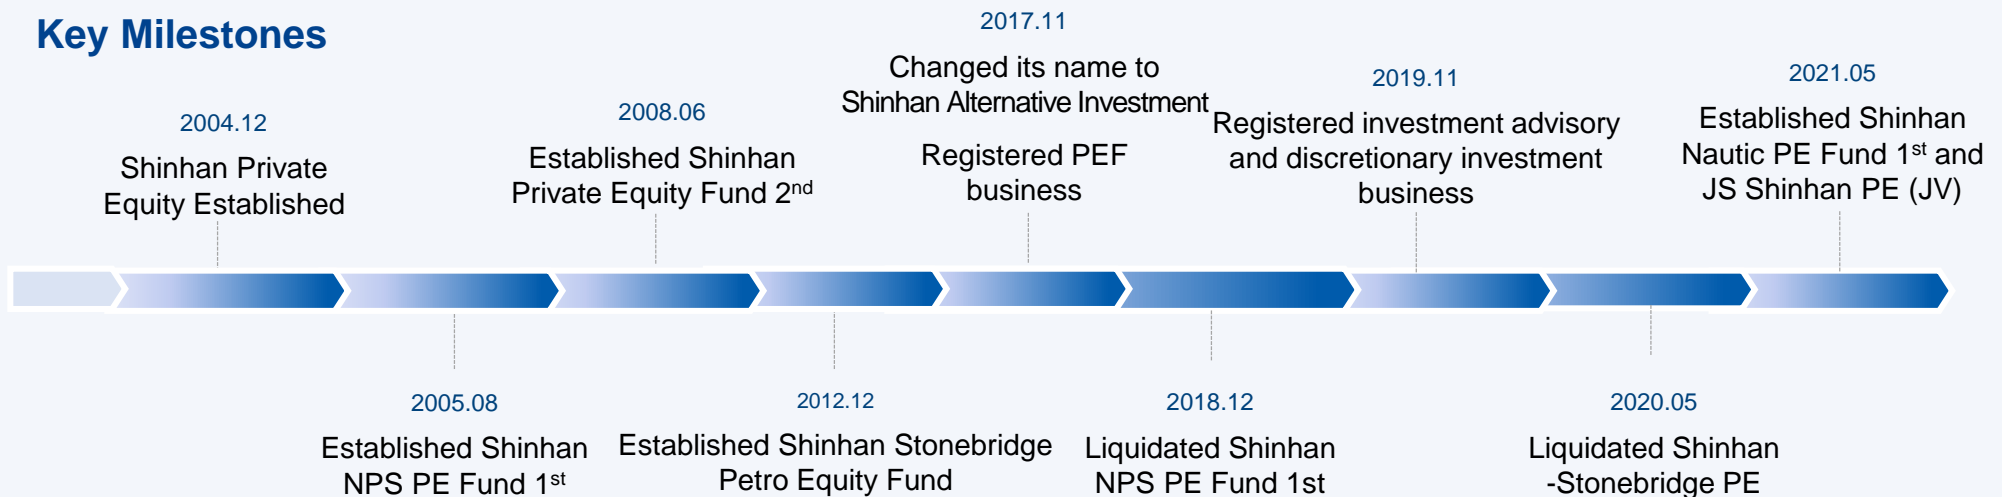 Key Milestones
2004.12
Shinhan Private
Equity Established
2005.08
Established Shinhan
NPS PE Fund 1st
2008.06
Established Shinhan
Private Equity Fund 2nd
2012.12
Established Shinhan Stonebridge
Petro Equity Fund
2017.11
Changed its name to
Shinhan Alternative Investment
Registered PEF
business
2018.12
Liquidated Shinhan
NPS PE Fund 1st
2019.11
Registered investment advisory
and discretionary investment
business
2020.05
Liquidated Shinhan
-Stonebridge PE
2021.05
Established Shinhan
Nautic PE Fund 1st and
JS Shinhan PE (JV)